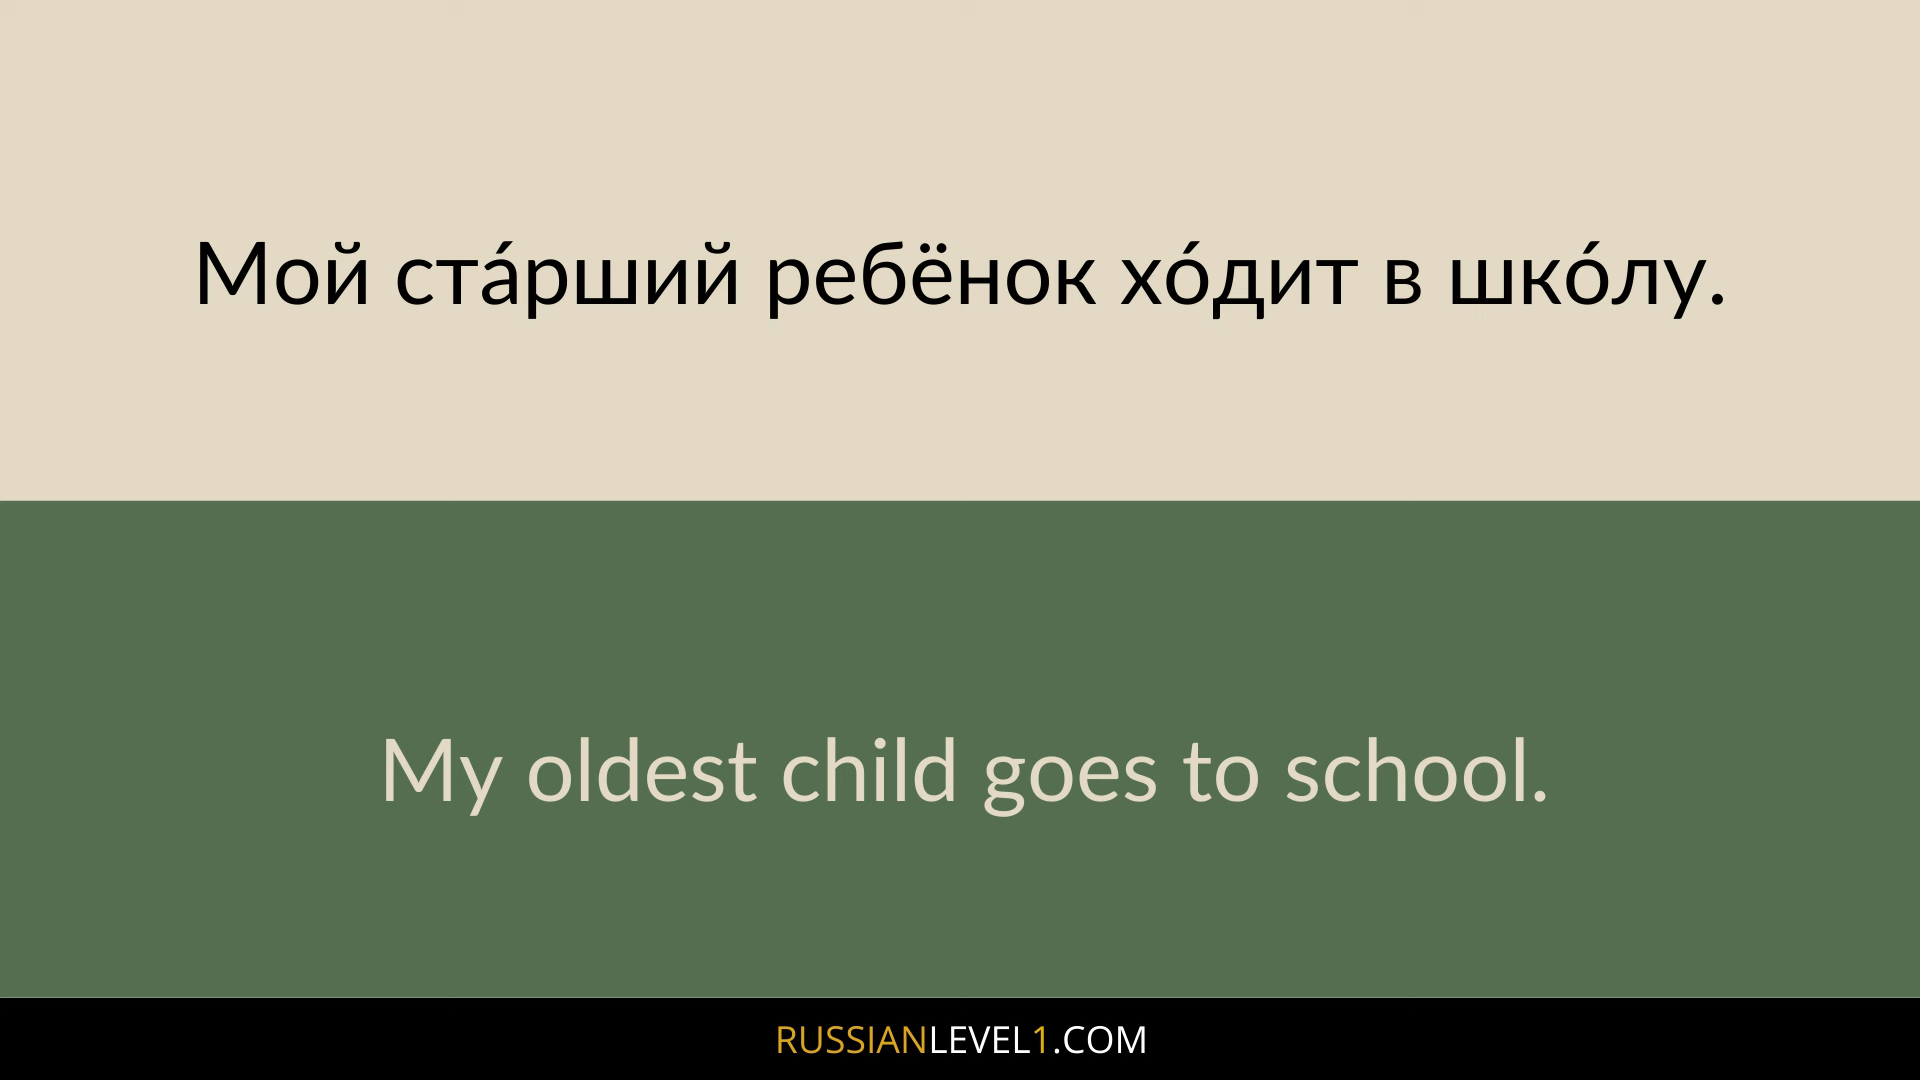 Мой ста́рший ребёнок хо́дит в шко́лу.
My oldest child goes to school.
RUSSIANLEVEL1.COM